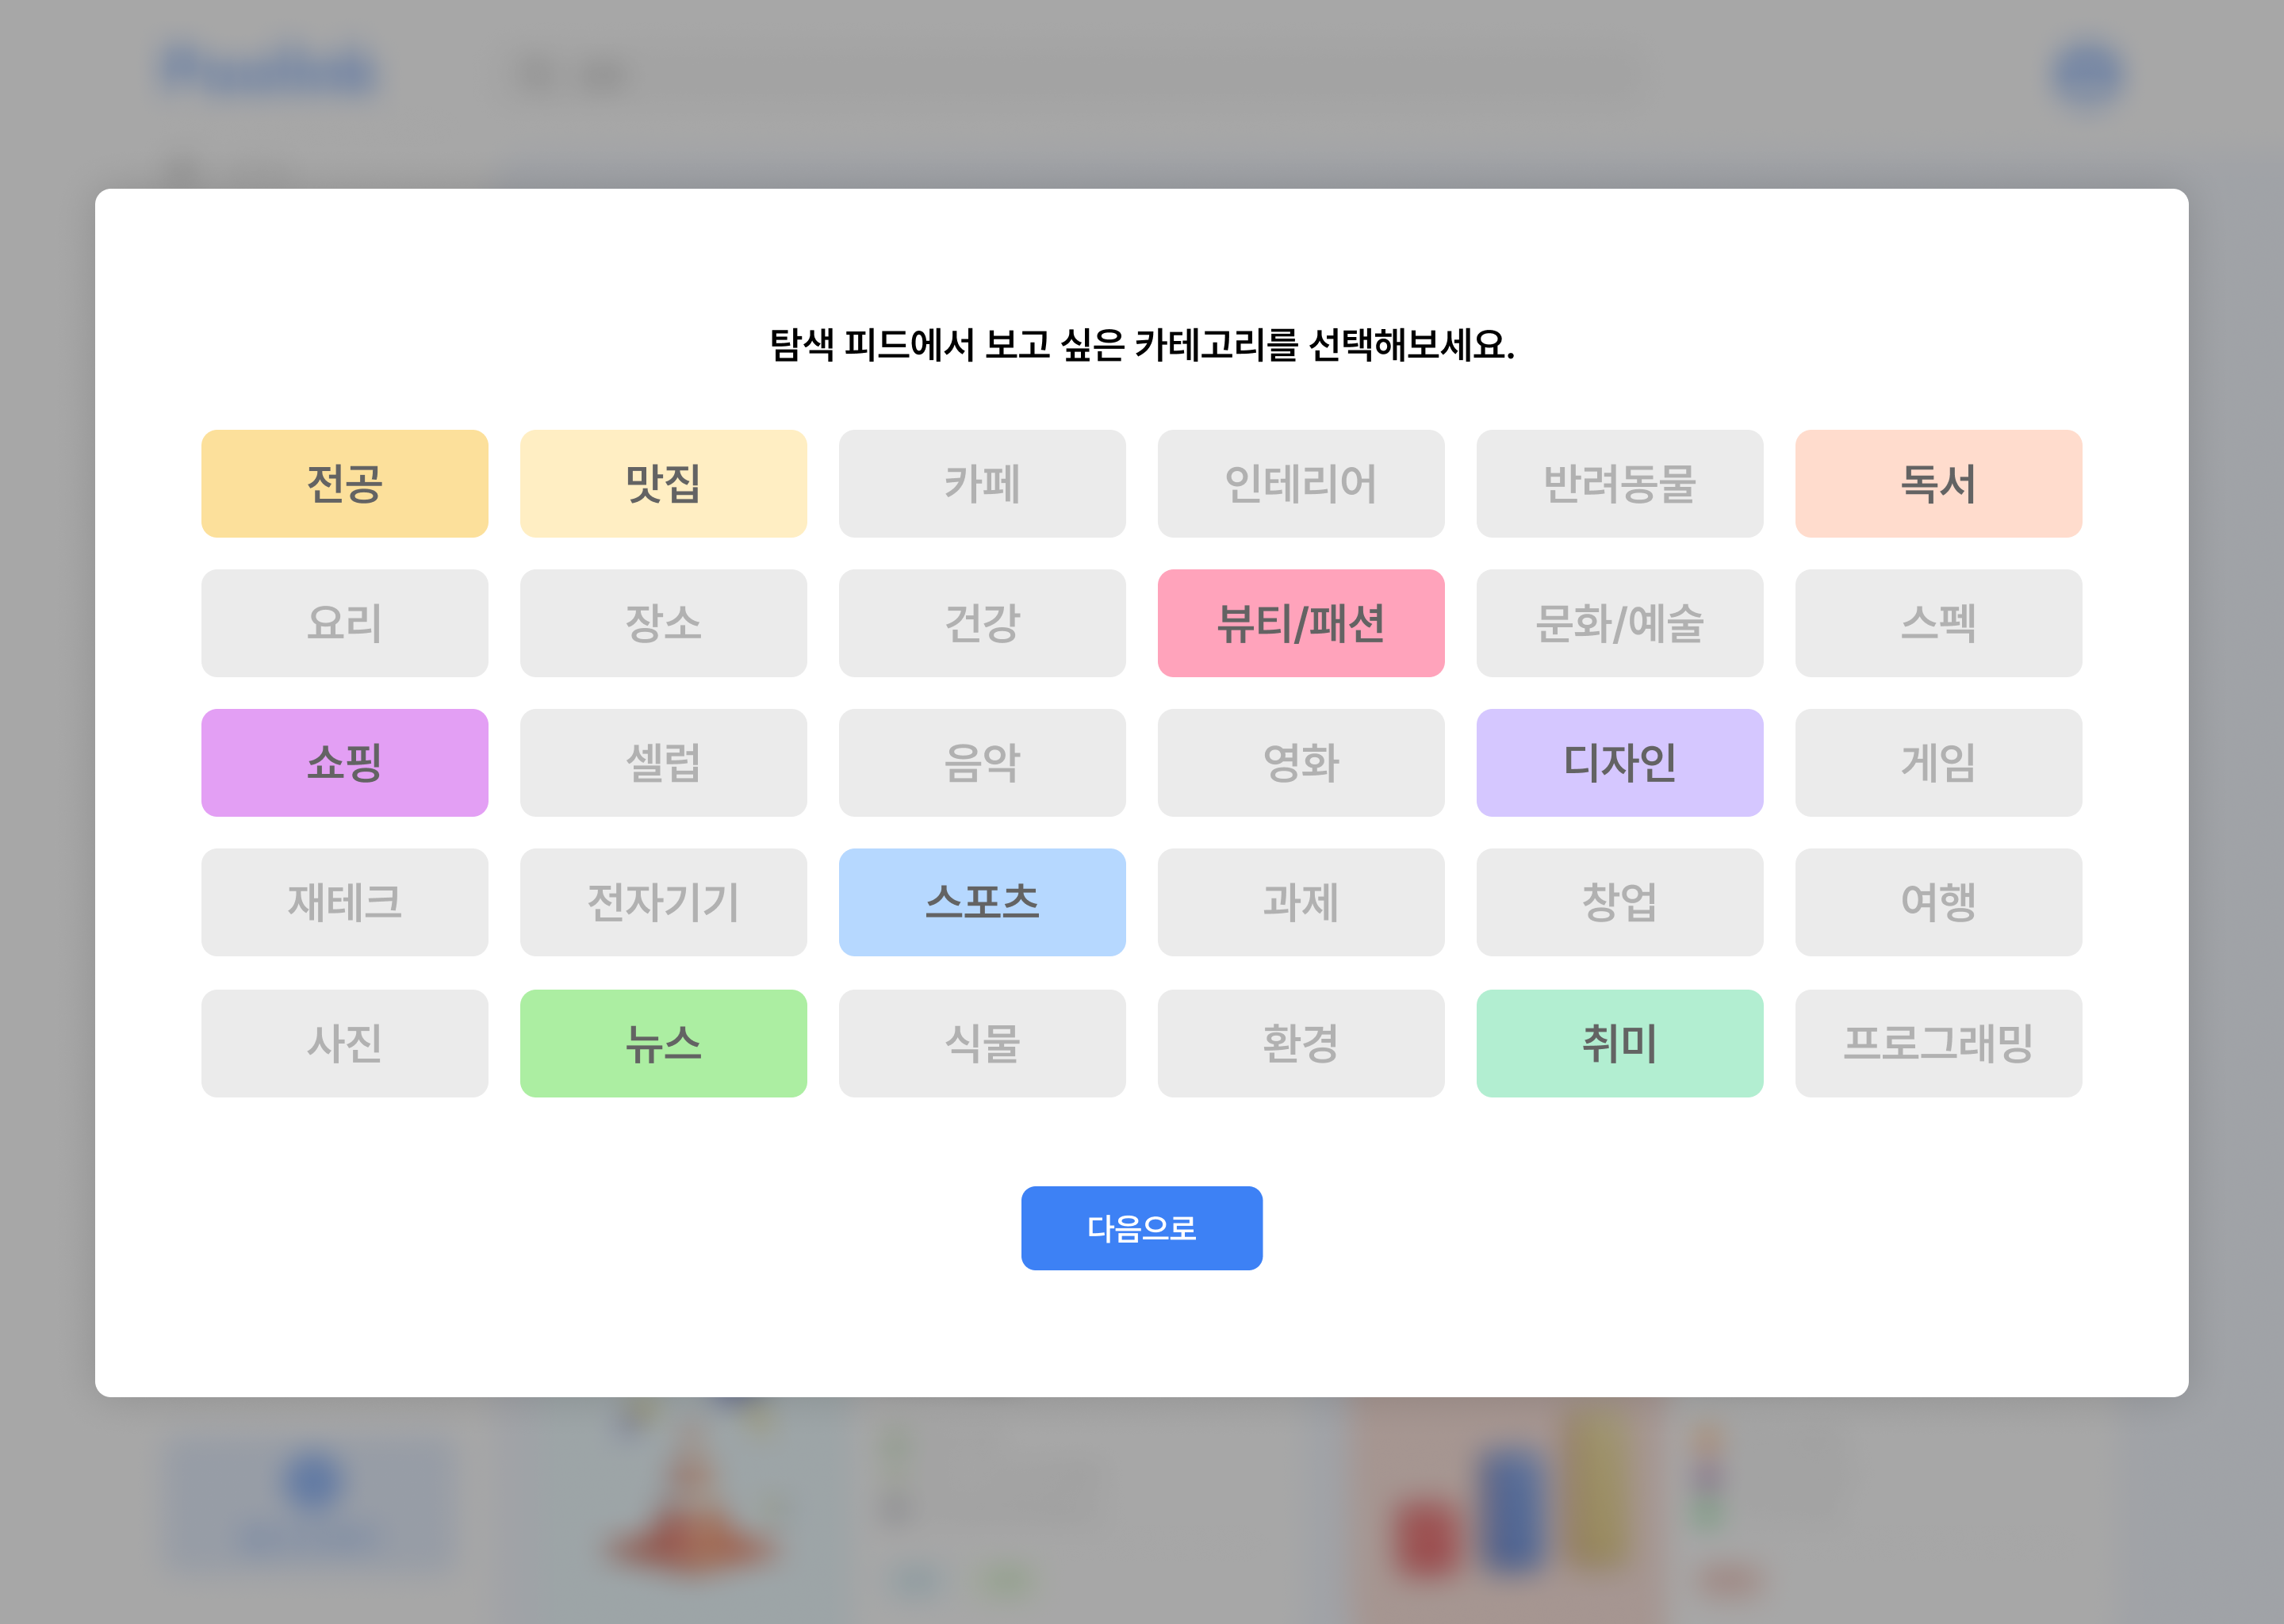 탐색 피드에서 보고 싶은 카테고리를 선택해보세요.
전공 맛집 카페 인테리어 반려동물 독서
요리 장소 건강 뷰티/패션 문화/예술 스펙
쇼핑 셀럽 음악 영화 디자인 게임
재테크 전자기기 스포츠 과제 창업 여행
사진 뉴스 식물 환경 취미 프로그래밍
다음으로